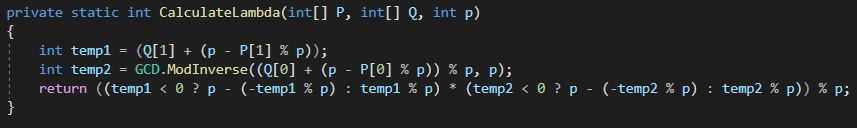 private static int CalculateLambda(int[] P, int[] Q, int p)
{
int temp1 = (Q[1] + (p - P[1] % p));
int temp2 = GCD.ModInverse((Q[0] + (p - P[0] % p)) % p, p);
return ((temp1 < 0 ? p - (-temp1 % p) : temp1 % p) * (temp2 < 0 ? p - (-temp2 % p) : temp2 % p)) % p;
}